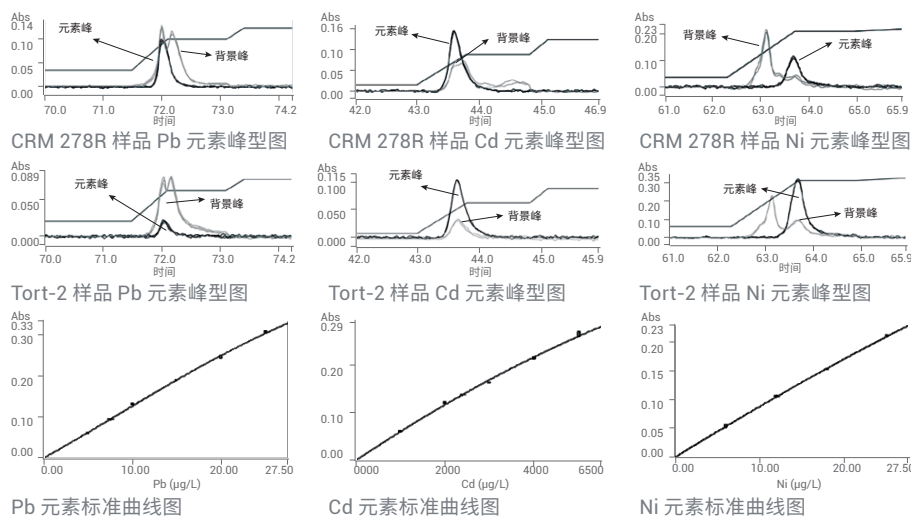 Abs
0.14
0.10
0.05
0.00
元素峰
背景峰
70.0 71.0 72.0 73.0 74.2
时间
CRM 278R 样品 Pb 元素峰型图
Abs
0.16
0.10
0.05
0.00
元素峰
背景峰
42.0 43.0 44.0 45.0 45.9
时间
CRM 278R 样品 Cd 元素峰型图
Abs
0.23
0.20
0.10
0.00
背景峰
元素峰
61.0 62.0 63.0 64.0 65.0 65.9
时间
CRM 278R 样品 Ni 元素峰型图
Abs
0.089
0.050
0.000
元素峰
背景峰
70.0 71.0 72.0 73.0 74.2
时间
Tort-2 样品 Pb 元素峰型图
Abs
0.115
0.100
0.050
0.000
元素峰
背景峰
42.0 43.0 44.0 45.0 45.9
时间
Tort-2 样品 Cd 元素峰型图
Abs
0.35
0.30
0.20
0.10
0.00
元素峰
背景峰
61.0 62.0 63.0 64.0 65.0 65.9
时间
Tort-2 样品 Ni 元素峰型图
Abs
0.33
0.30
0.20
0.10
0.00
0.00 10.00 20.00 27.50
Pb (µg/L)
Pb 元素标准曲线图
Abs
0.29
0.20
0.10
0.00
0000 2000 4000 6500
Cd (µg/L)
Cd 元素标准曲线图
Abs
0.23
0.20
0.15
0.10
0.05
0.00
0.00 10.00 20.00 27.50
Ni (µg/L)
Ni 元素标准曲线图